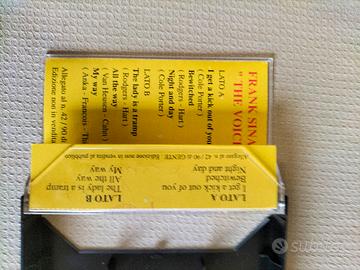 FRANK SINA
" THE VOICE
LATO A
I get a kick out of you
( Cole Porter )
Bewitched
( Rodgers - Hart )
Night and day
( Cole Porter )
LATO B
The lady is a tramp
( Rodgers - Hart )
All the way
( Van Heusen - Cahn )
My way
( Anka - Francois - Th
Allegato al n. 42 / 90 di
Edizione non in vendita
LATO A
I get a kick out of you
Bewitched
Night and day
LATO B
The lady is a tramp
All the way
My way
Allegato al n° 42 / 90 di GENTE Edizione non in vendita al pubblico
subito